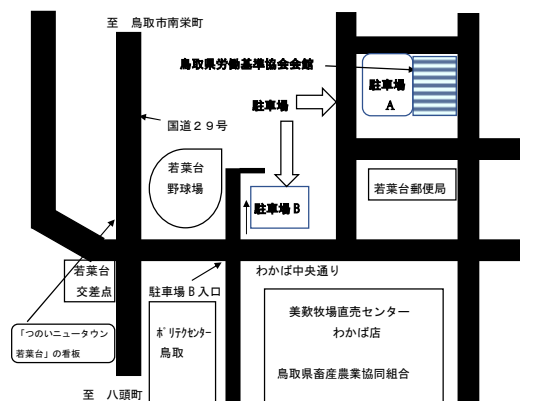 至 鳥取市南栄町
鳥取県労働基準協会会館
駐車場
A
駐車場
国道29号
若葉台
野球場
若葉台郵便局
駐車場B
若葉台
交差点
駐車場B入口
わかば中央通り
「つのいニュータウン
若葉台」の看板
ポリテクセンター
鳥取
美歎牧場直売センター
わかば店
鳥取県畜産農業協同組合
至 八頭町